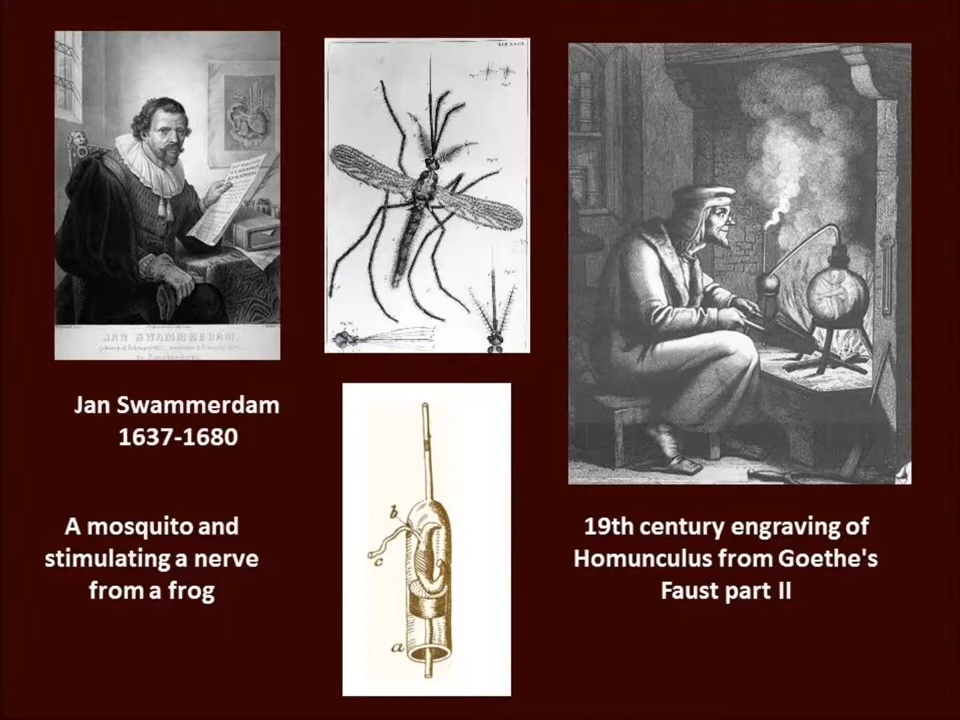 JAN SWAMMERDAM.
Jan Swammerdam
1637-1680
A mosquito and
stimulating a nerve
from a frog
b
c
a
19th century engraving of
Homunculus from Goethe's
Faust part II